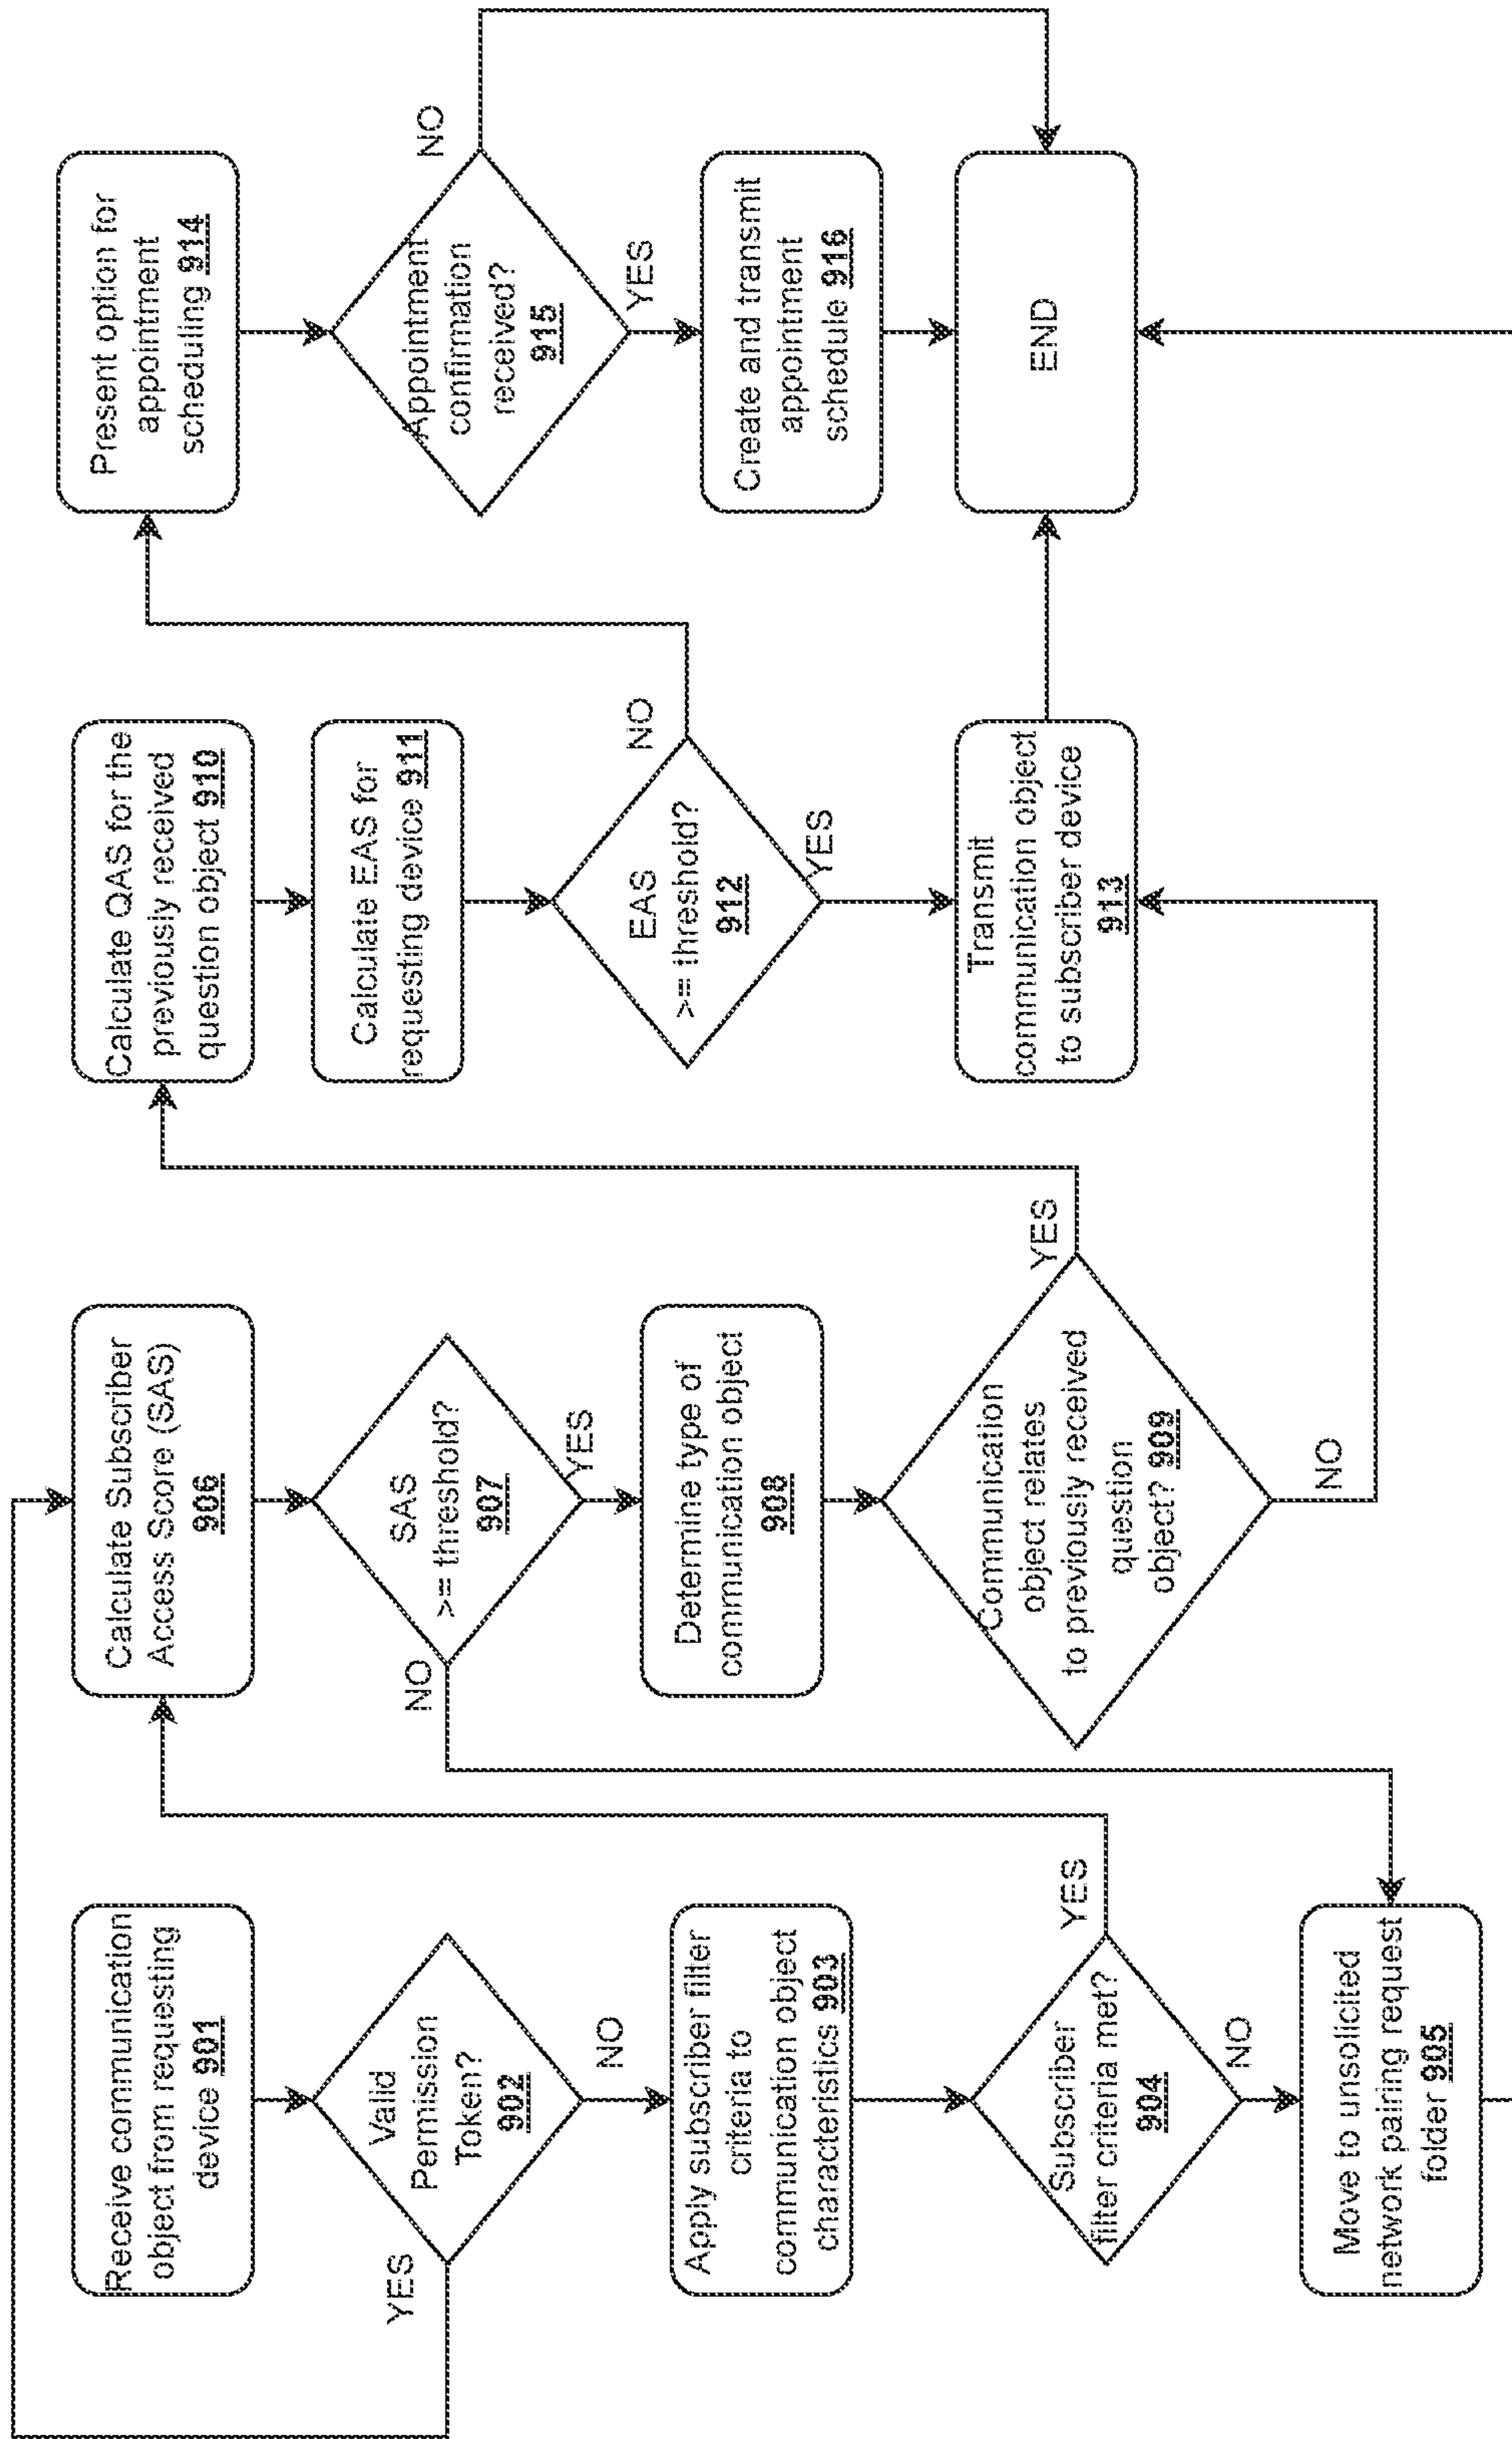 Receive communication
object from requesting
device 901
Valid
Permission
Token?
902
YES
NO
Apply subscriber filter
criteria to
communication object
characteristics 903
Subscriber
filter criteria met?
904
YES
NO
Move to unsolicited
network pairing request
folder 905
Calculate Subscriber
Access Score (SAS)
906
SAS
>= threshold?
907
NO
YES
Determine type of
communication object
908
Communication
object relates
to previously received
question
object? 909
YES
NO
Calculate QAS for the
previously received
question object 910
Calculate EAS for
requesting device 911
EAS
>= threshold?
912
NO
YES
Transmit
communication object
to subscriber device
913
Present option for
appointment
scheduling 914
Appointment
confirmation
received?
915
NO
YES
Create and transmit
appointment
schedule 916
END